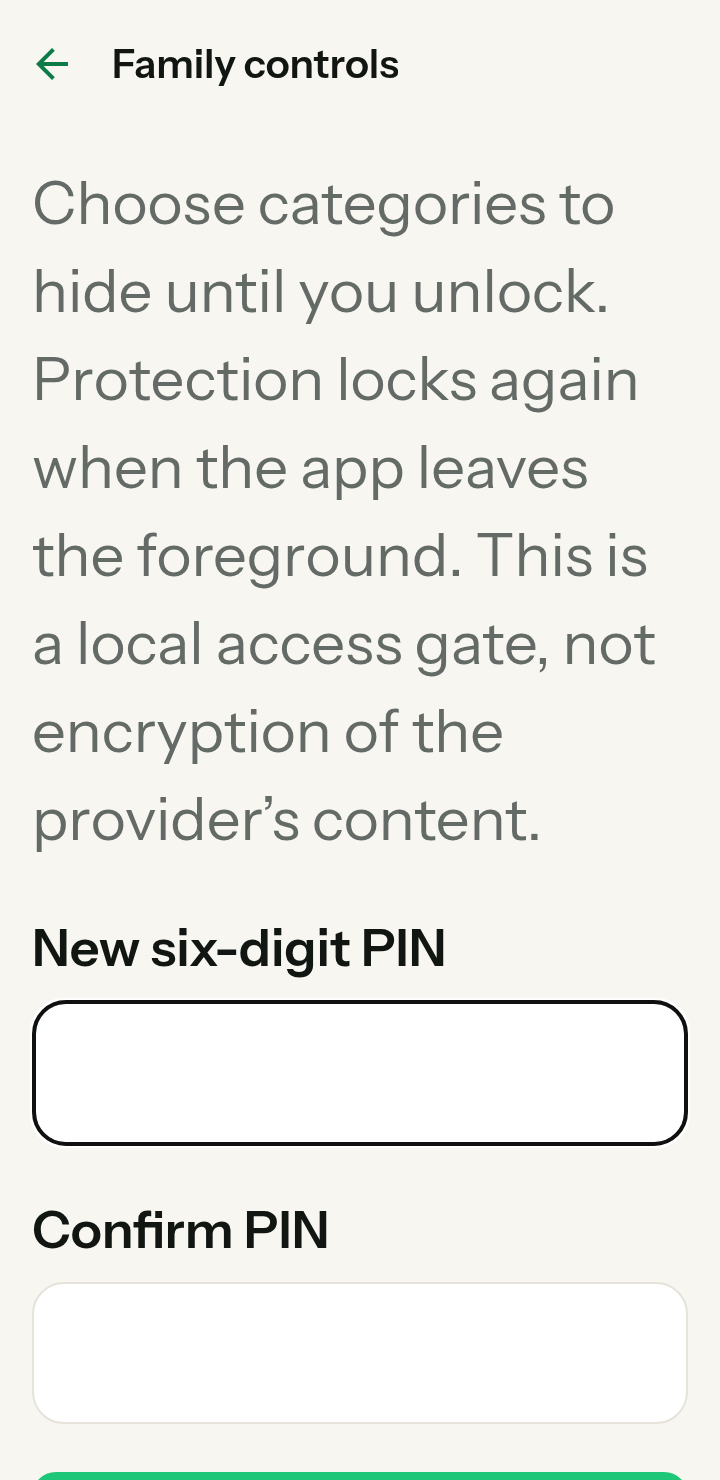 Family controls
Choose categories to
hide until you unlock.
Protection locks again
when the app leaves
the foreground. This is
a local access gate, not
encryption of the
provider’s content.
New six-digit PIN
Confirm PIN